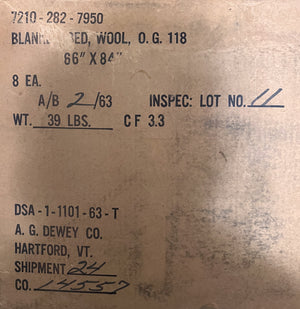 7210-282-7950
BLANKET, BED, WOOL, O.G. 118
66" X 84"
8 EA.
A/B 2/63 INSPEC: LOT NO. 11
WT. 39 LBS. CF 3.3
DSA-1-1101-63-T
A. G. DEWEY CO.
HARTFORD, VT.
SHIPMENT 24
CO. 14557